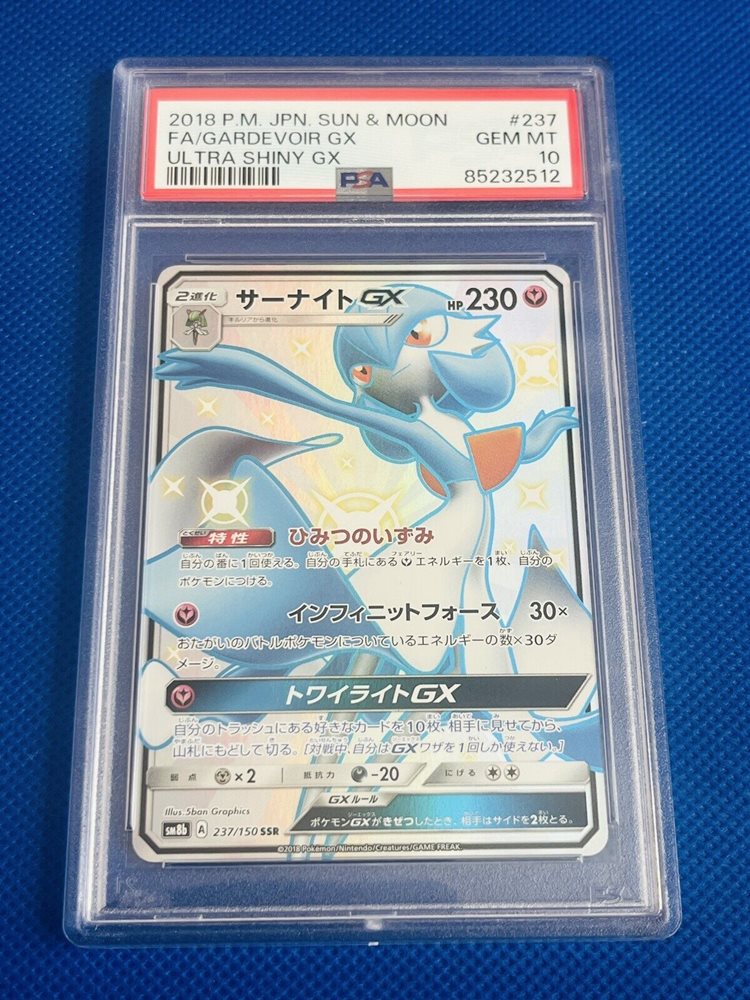 2018 P.M. JPN. SUN & MOON #237
FA/GARDEVOIR GX GEM MT
ULTRA SHINY GX 10
PSA 85232512
2進化 サーナイトGX HP230
キルリアから進化
とくせい 特性 ひみつのいずみ
自分の番に1回使える。自分の手札にあるエネルギーを1枚、自分の
ポケモンにつける。
インフィニットフォース 30×
おたがいのバトルポケモンについているエネルギーの数×30ダ
メージ。
トワイライトGX
自分のトラッシュにある好きなカードを10枚、相手に見せてから、
山札にもどして切る。[対戦中、自分はGXワザを1回しか使えない。]
弱点 ×2 抵抗力 -20 にげる
GXルール
Illus. 5ban Graphics
ポケモンGXがきぜつしたとき、相手はサイドを2枚とる。
SM8b A 237/150 SSR
©2018 Pokémon/Nintendo/Creatures/GAME FREAK.